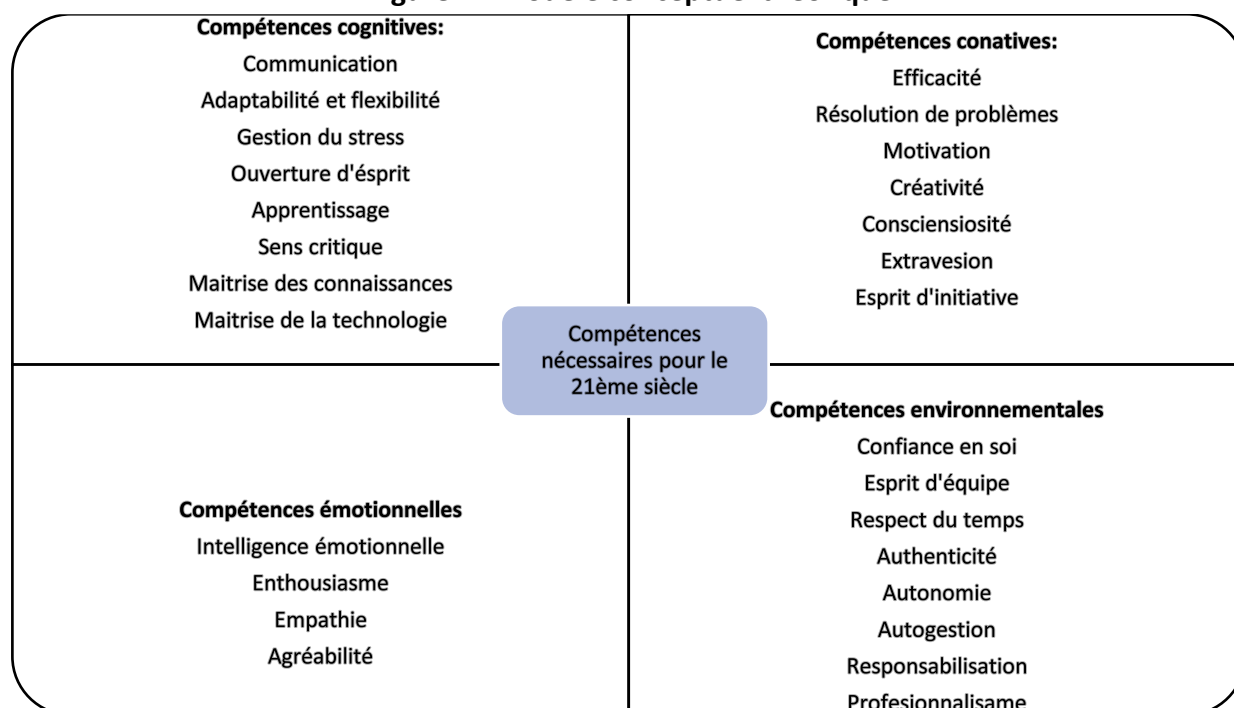 Compétences cognitives:
Communication
Adaptabilité et flexibilité
Gestion du stress
Ouverture d'ésprit
Apprentissage
Sens critique
Maitrise des connaissances
Maitrise de la technologie
Compétences conatives:
Efficacité
Résolution de problèmes
Motivation
Créativité
Consciensiosité
Extravesion
Esprit d'initiative
Compétences
nécessaires pour le
21ème siècle
Compétences émotionnelles
Intelligence émotionnelle
Enthousiasme
Empathie
Agréabilité
Compétences environnementales
Confiance en soi
Esprit d'équipe
Respect du temps
Authenticité
Autonomie
Autogestion
Responsabilisation
Profesionnalisame